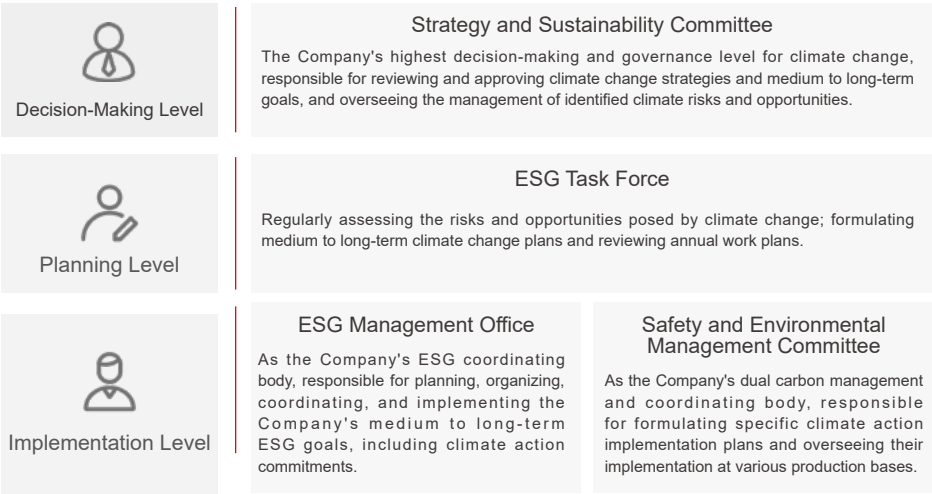 Strategy and Sustainability Committee
The Company's highest decision-making and governance level for climate change,
responsible for reviewing and approving climate change strategies and medium to long-term
goals, and overseeing the management of identified climate risks and opportunities.
Decision-Making Level
ESG Task Force
Regularly assessing the risks and opportunities posed by climate change; formulating
medium to long-term climate change plans and reviewing annual work plans.
Planning Level
ESG Management Office
As the Company's ESG coordinating
body, responsible for planning, organizing,
coordinating, and implementing the
Company's medium to long-term
ESG goals, including climate action
commitments.
Safety and Environmental
Management Committee
As the Company's dual carbon management
and coordinating body, responsible
for formulating specific climate action
implementation plans and overseeing their
implementation at various production bases.
Implementation Level